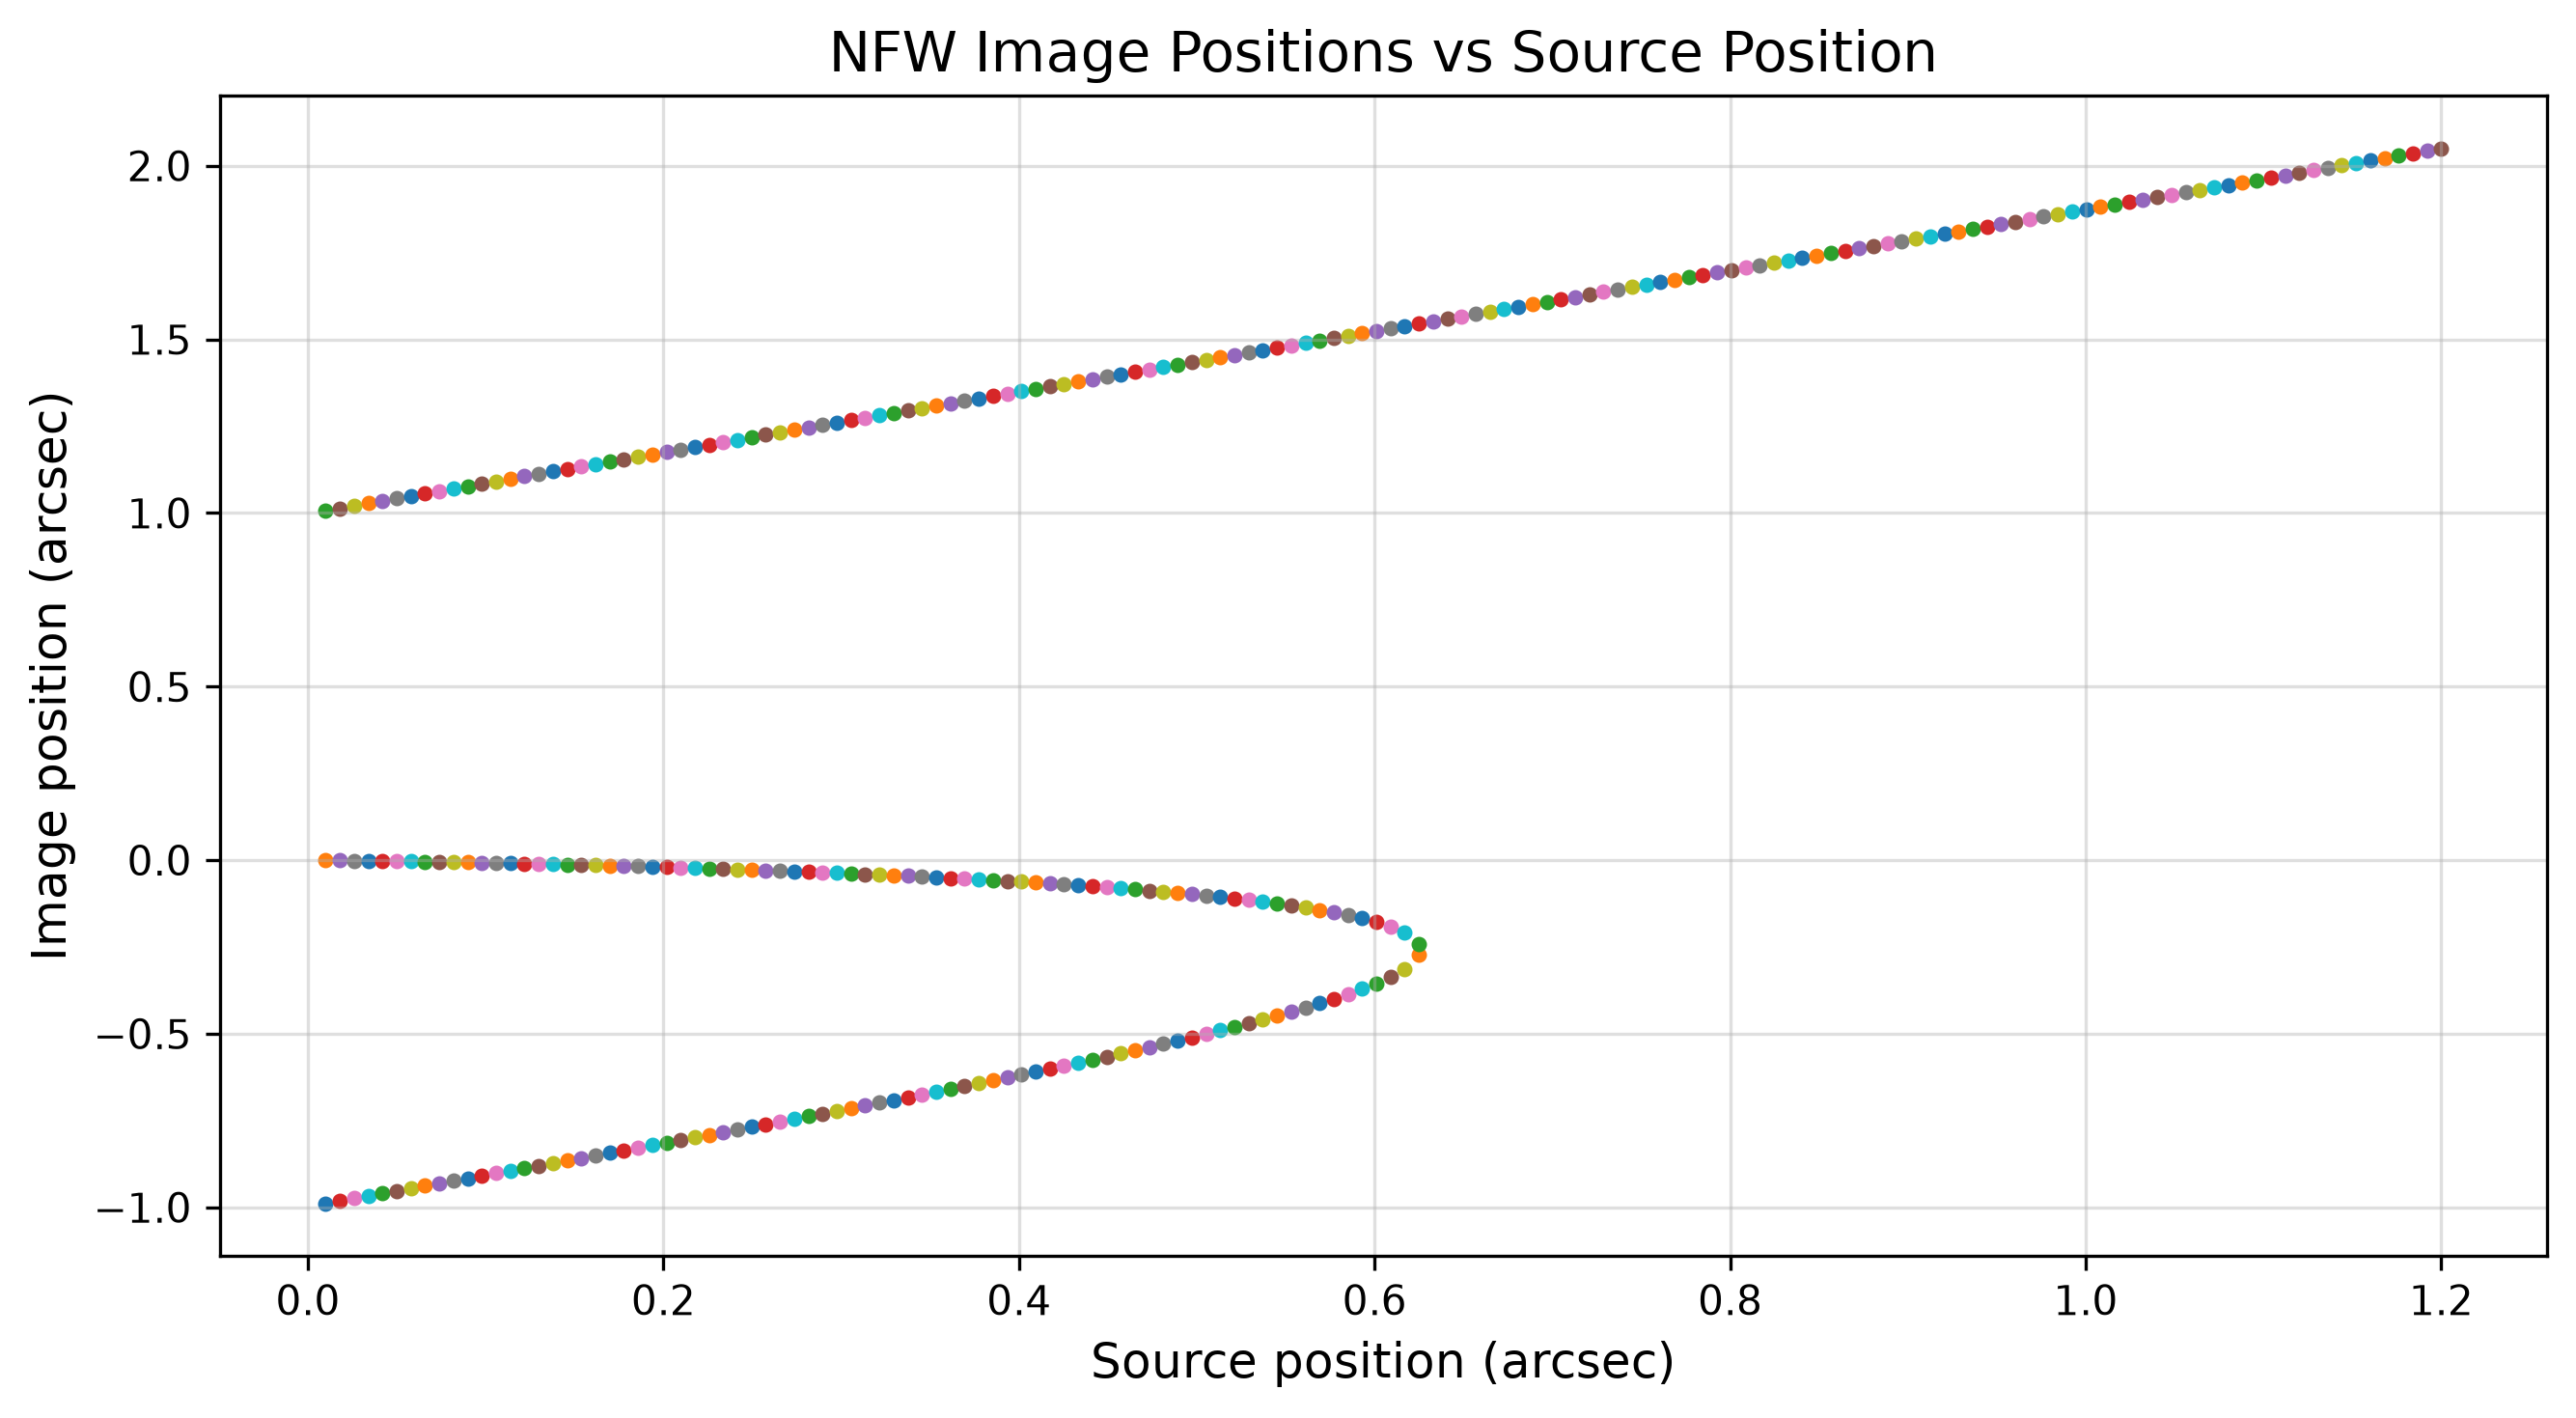 NFW Image Positions vs Source Position
Image position (arcsec)
2.0
1.5
1.0
0.5
0.0
−0.5
−1.0
0.0 0.2 0.4 0.6 0.8 1.0 1.2
Source position (arcsec)